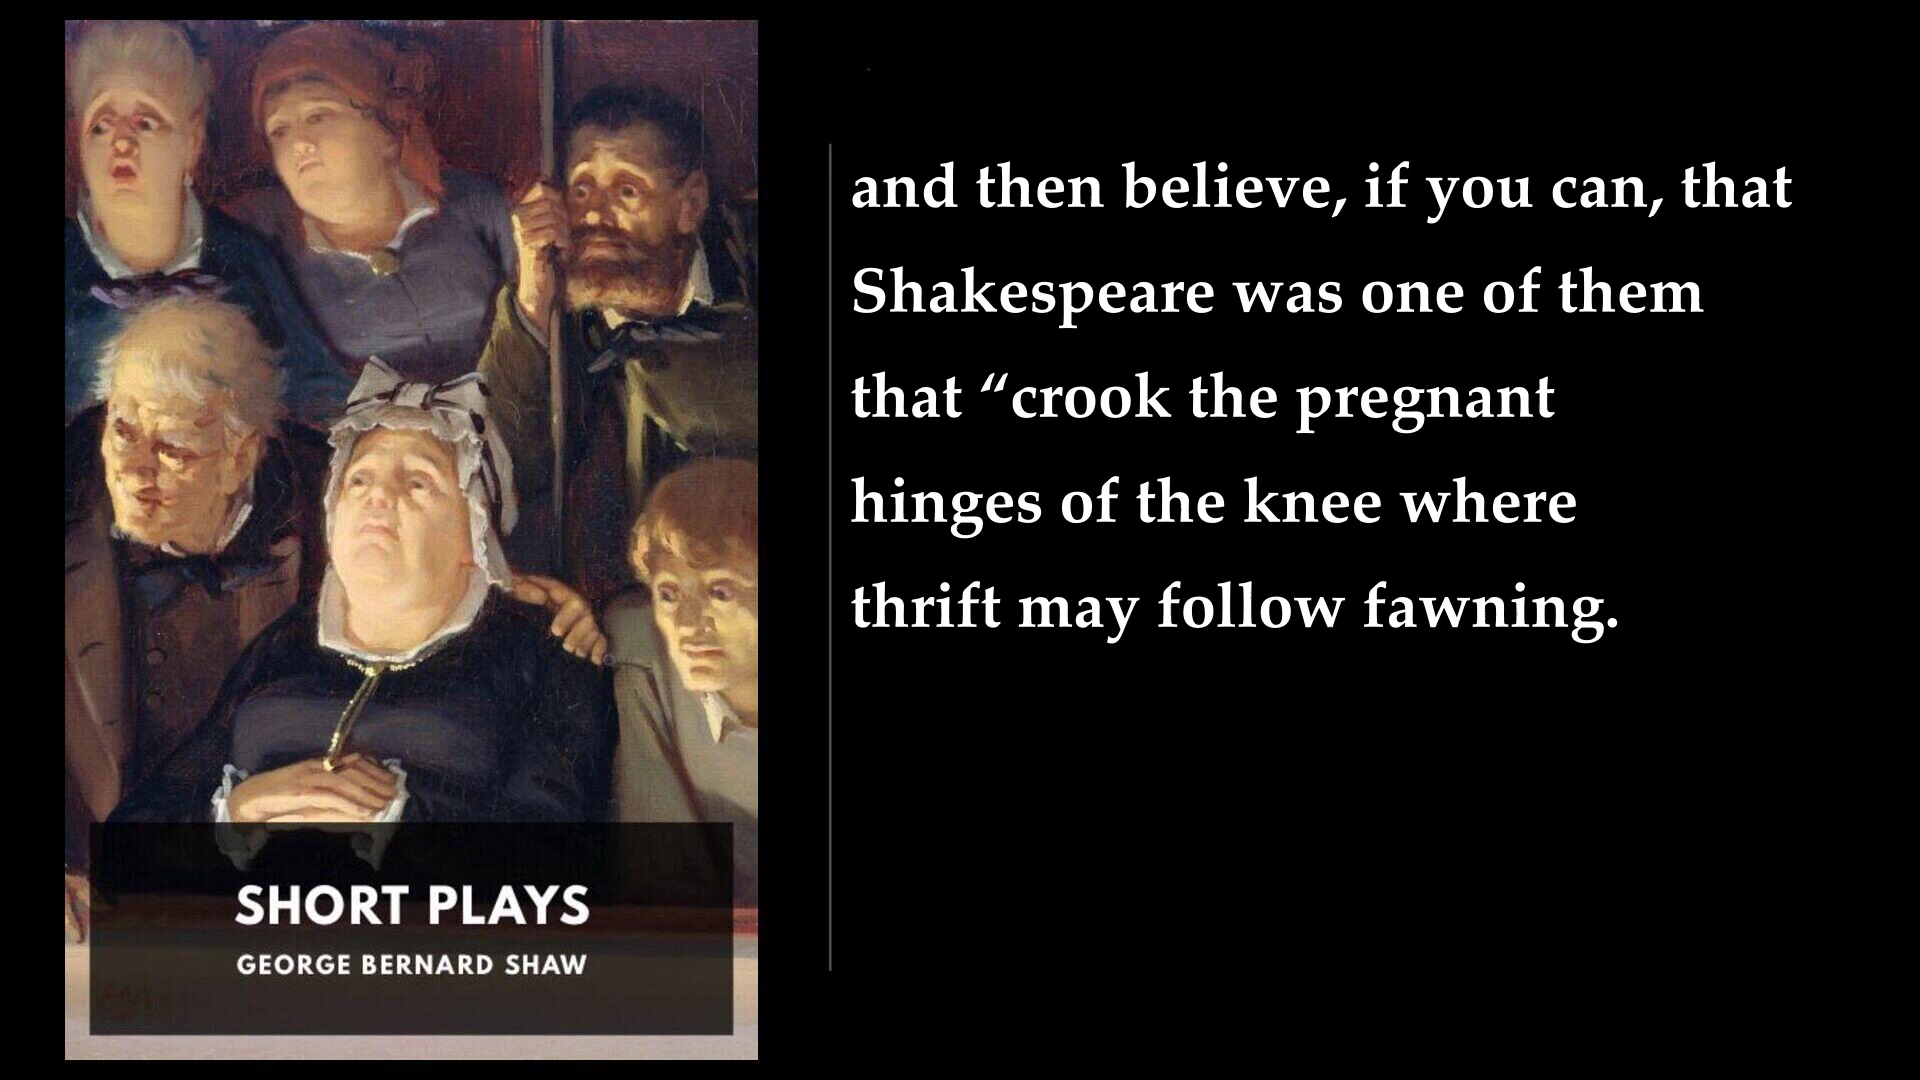 and then believe, if you can, that
Shakespeare was one of them
that “crook the pregnant
hinges of the knee where
thrift may follow fawning.
SHORT PLAYS
GEORGE BERNARD SHAW